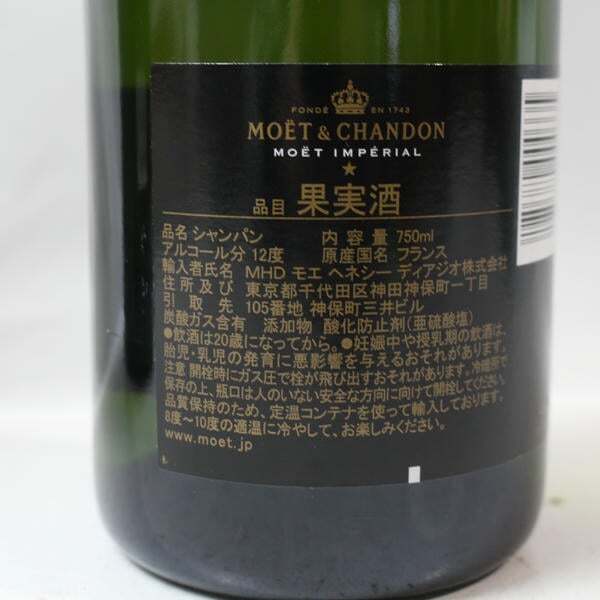 FONDÉ EN 1743
MOËT & CHANDON
MOËT IMPÉRIAL
品目 果実酒
品名 シャンパン 内容量 750ml
アルコール分 12度 原産国名 フランス
輸入者氏名 MHD モエ ヘネシー ディアジオ株式会社
住所及び 東京都千代田区神田神保町一丁目
引取先 105番地 神保町三井ビル
炭酸ガス含有 添加物 酸化防止剤(亜硫酸塩)
●飲酒は20歳になってから。●妊娠中や授乳期の飲酒は、
胎児・乳児の発育に悪影響を与えるおそれがあります。
注意 開栓時にガス圧で栓が飛び出すおそれがあります。冷暗所で
保存の上、瓶口は人のいない安全な方向に向けて開栓してください。
品質保持のため、定温コンテナを使って輸入しております。
8度～10度の適温に冷やして、お楽しみください。
www.moet.jp